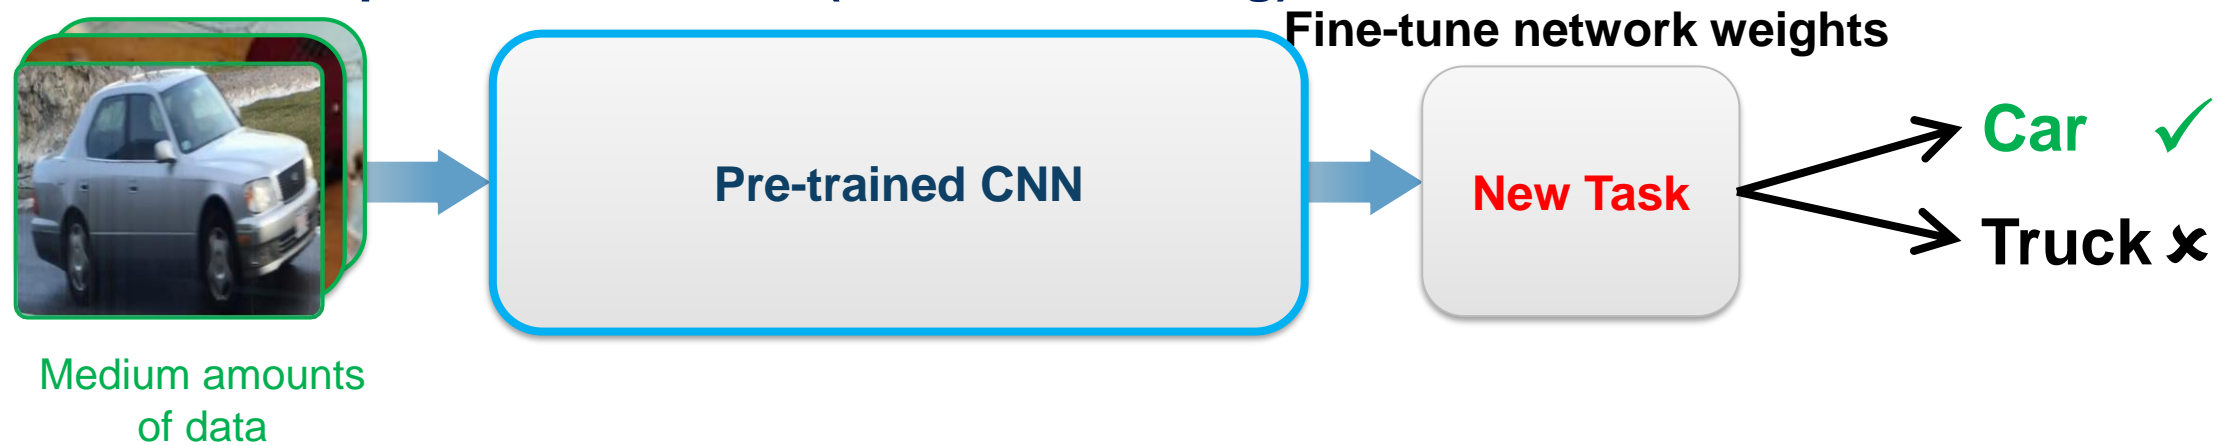 Fine-tune network weights
Pre-trained CNN
New Task
Car ✓
Truck ✘
Medium amounts
of data